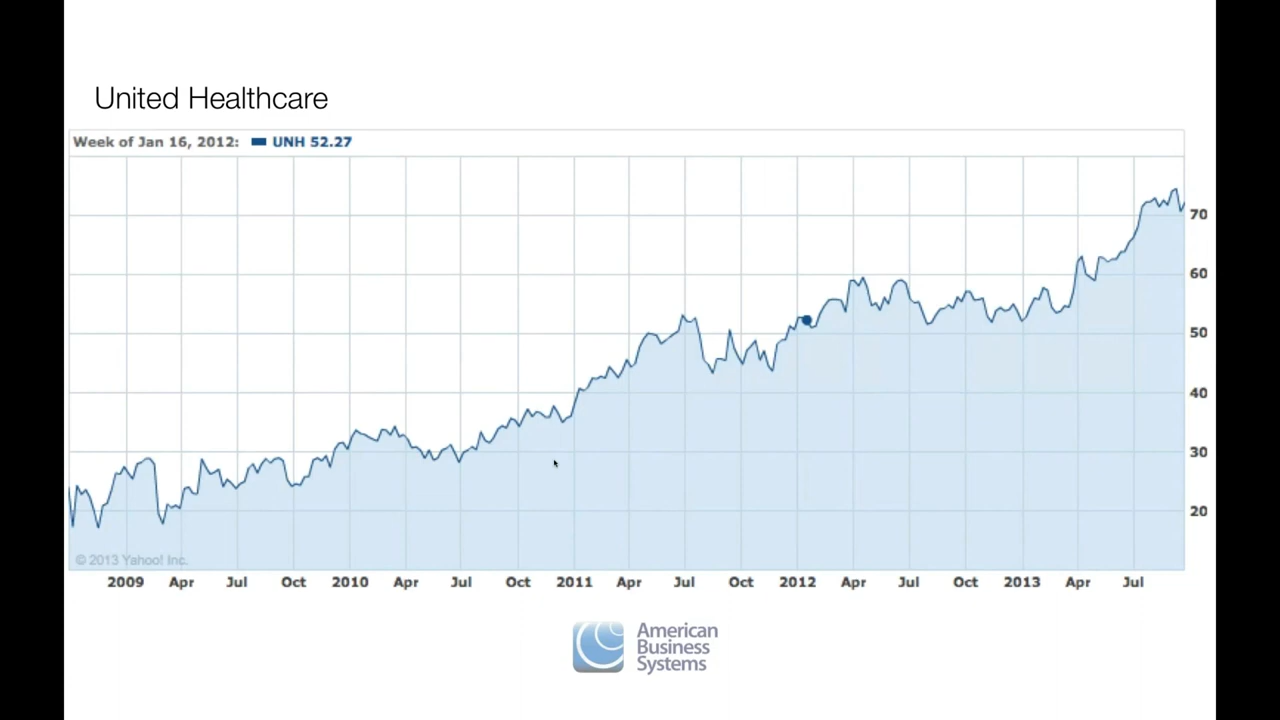 United Healthcare
Week of Jan 16, 2012: UNH 52.27
70
60
50
40
30
20
© 2013 Yahoo! Inc.
2009 Apr Jul Oct 2010 Apr Jul Oct 2011 Apr Jul Oct 2012 Apr Jul Oct 2013 Apr Jul
American
Business
Systems